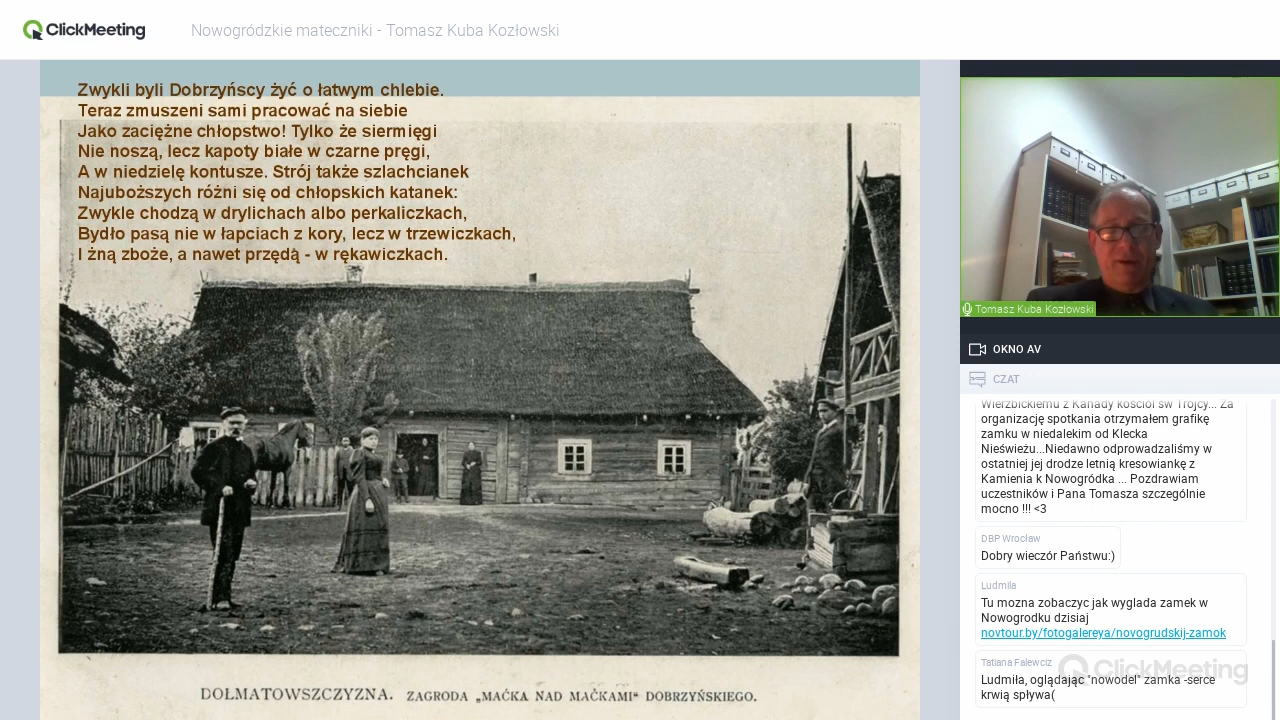 ClickMeeting
Nowogródzkie mateczniki - Tomasz Kuba Kozłowski
Zwykli byli Dobrzyńscy żyć o łatwym chlebie.
Teraz zmuszeni sami pracować na siebie
Jako zaciężne chłopstwo! Tylko że siermięgi
Nie noszą, lecz kapoty białe w czarne pręgi,
A w niedzielę kontusze. Strój także szlachcianek
Najuboższych różni się od chłopskich katanek:
Zwykle chodzą w drylichach albo perkaliczkach,
Bydło pasą nie w łapciach z kory, lecz w trzewiczkach,
I żną zboże, a nawet przędą - w rękawiczkach.
DOŁMATOWSZCZYZNA. ZAGRODA „MAĆKA NAD MAĆKAMI“ DOBRZYŃSKIEGO.
Tomasz Kuba Kozłowski
OKNO AV
CZAT
Wierzbickiemu z Kanady kościół św Trójcy... Za
organizację spotkania otrzymałem grafikę
zamku w niedalekim od Klecka
Nieświeżu...Niedawno odprowadzaliśmy w
ostatniej jej drodze letnią kresowiankę z
Kamienia k Nowogródka ... Pozdrawiam
uczestników i Pana Tomasza szczególnie
mocno !!! <3
DBP Wrocław
Dobry wieczór Państwu:)
Ludmila
Tu mozna zobaczyc jak wyglada zamek w
Nowogrodku dzisiaj
novtour.by/fotogalereya/novogrudskij-zamok
Tatiana Falewciz
Ludmiła, oglądając "nowodel" zamka -serce
krwią spływa(
ClickMeeting